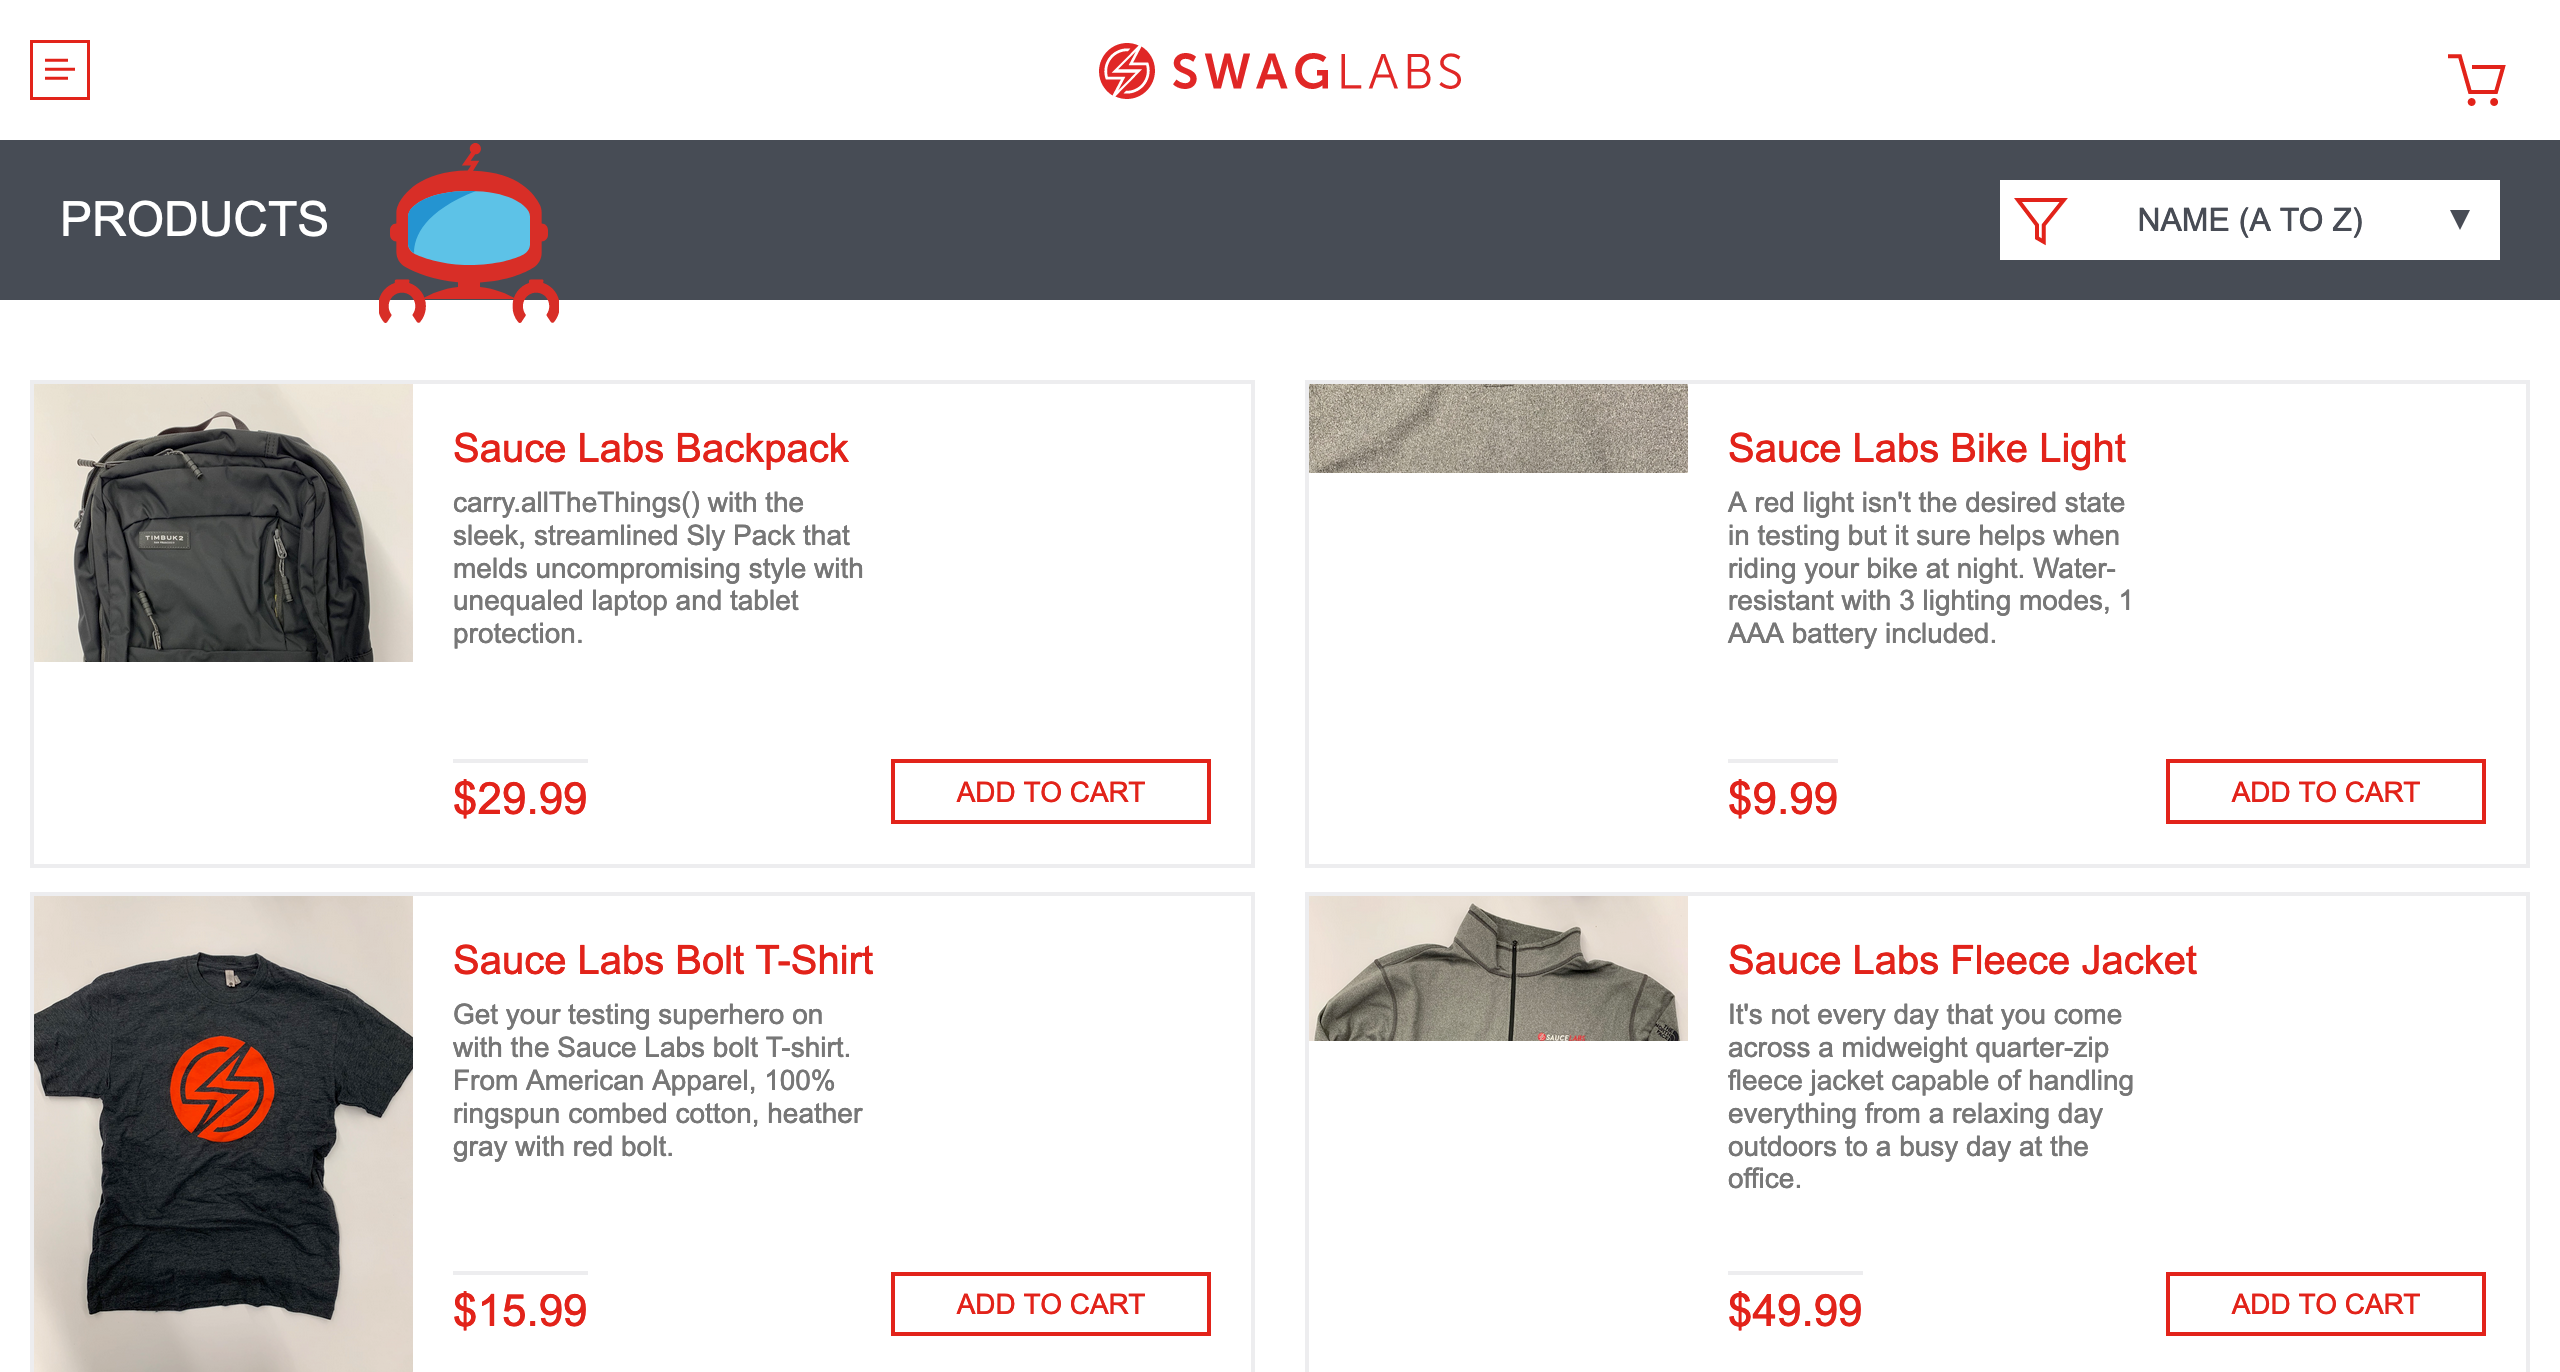 SWAGLABS
PRODUCTS
NAME (A TO Z)
Sauce Labs Backpack
carry.allTheThings() with the
sleek, streamlined Sly Pack that
melds uncompromising style with
unequaled laptop and tablet
protection.
$29.99
ADD TO CART
TIMBUK2
Sauce Labs Bike Light
A red light isn't the desired state
in testing but it sure helps when
riding your bike at night. Water-
resistant with 3 lighting modes, 1
AAA battery included.
$9.99
ADD TO CART
Sauce Labs Bolt T-Shirt
Get your testing superhero on
with the Sauce Labs bolt T-shirt.
From American Apparel, 100%
ringspun combed cotton, heather
gray with red bolt.
$15.99
ADD TO CART
Sauce Labs Fleece Jacket
It's not every day that you come
across a midweight quarter-zip
fleece jacket capable of handling
everything from a relaxing day
outdoors to a busy day at the
office.
$49.99
ADD TO CART
SAUCE LABS